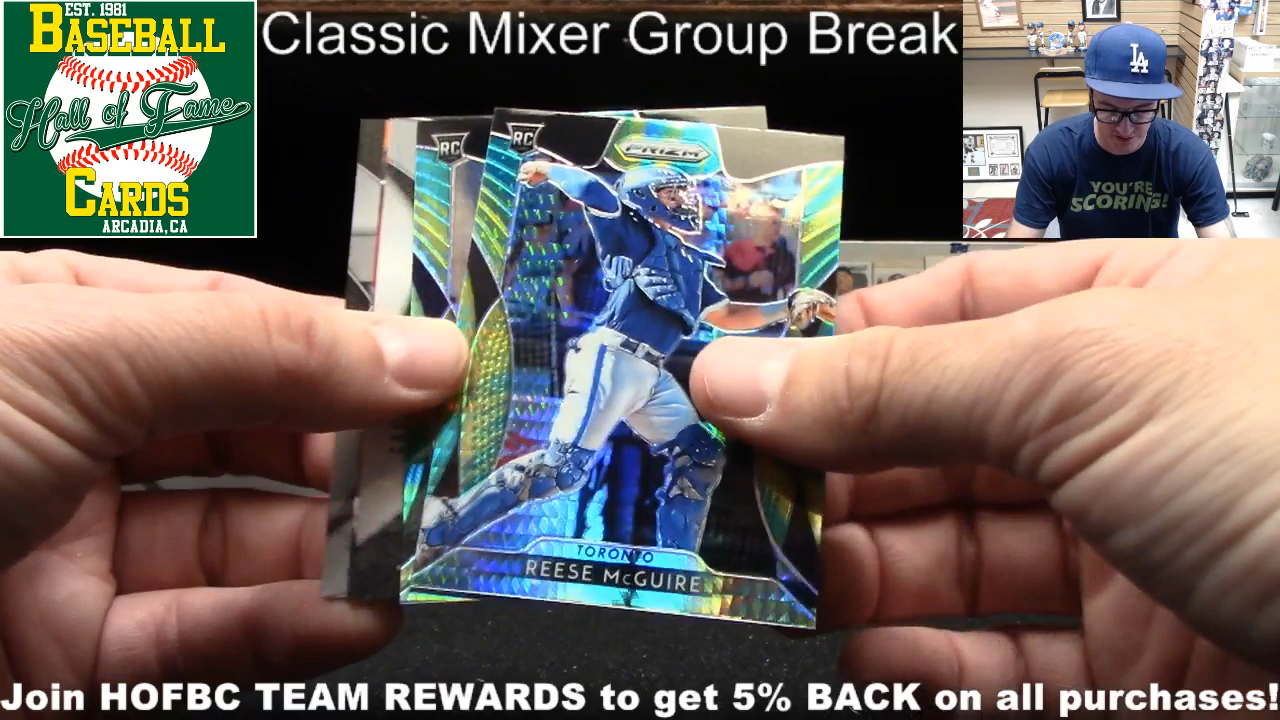 EST. 1981
BASEBALL
Hall of Fame
CARDS
ARCADIA, CA
Classic Mixer Group Break
LA
YOU'RE
SCORING!
RC
RC
PRIZM
TORONTO
REESE McGUIRE
Join HOFBC TEAM REWARDS to get 5% BACK on all purchases!